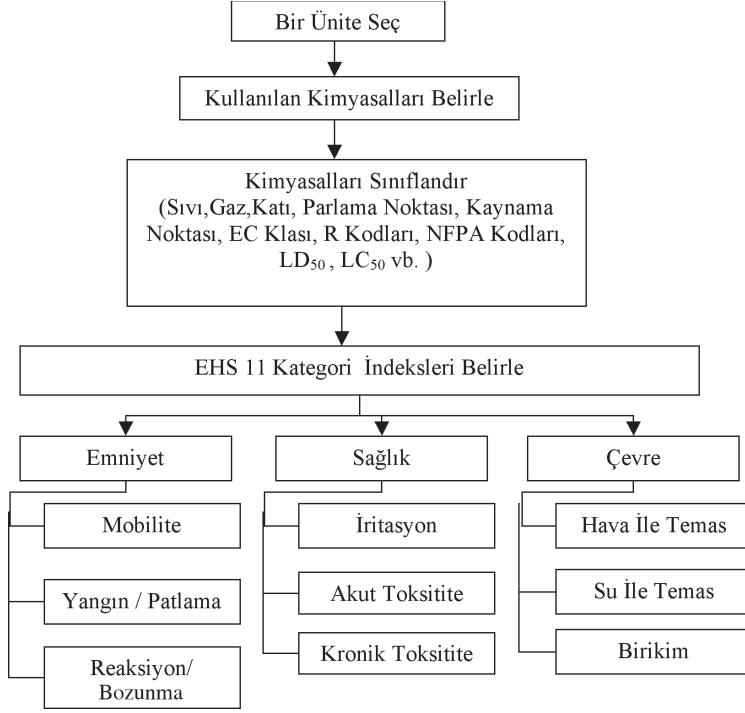 Bir Ünite Seç
Kullanılan Kimyasalları Belirle
Kimyasalları Sınıflandır
(Sıvı,Gaz,Katı, Parlama Noktası, Kaynama
Noktası, EC Klası, R Kodları, NFPA Kodları,
LD₅₀ , LC₅₀ vb. )
EHS 11 Kategori İndeksleri Belirle
Emniyet
Sağlık
Çevre
Mobilite
İritasyon
Hava İle Temas
Yangın / Patlama
Akut Toksitite
Su İle Temas
Reaksiyon/
Bozunma
Kronik Toksitite
Birikim